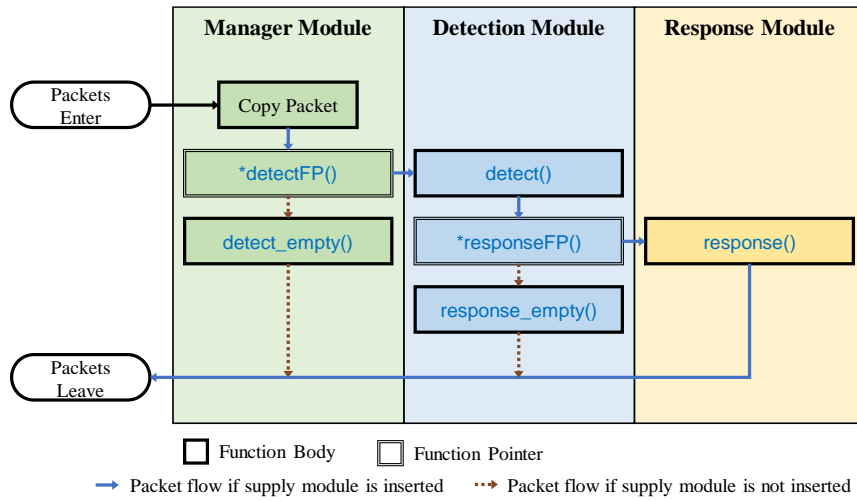 Manager Module
Detection Module
Response Module
Packets
Enter
Copy Packet
*detectFP()
detect()
detect_empty()
*responseFP()
response()
response_empty()
Packets
Leave
Function Body
Function Pointer
Packet flow if supply module is inserted
Packet flow if supply module is not inserted